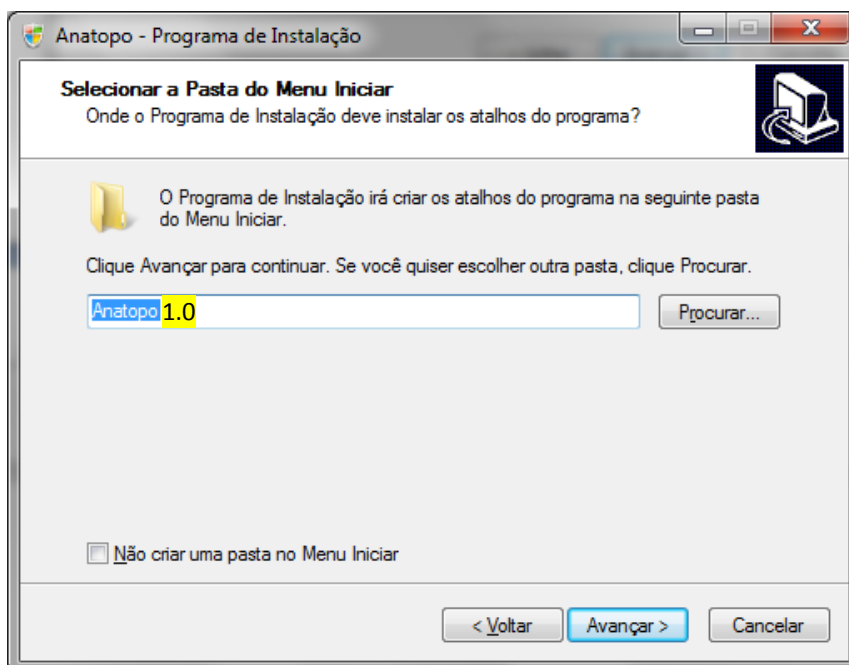 Anatopo - Programa de Instalação
Selecionar a Pasta do Menu Iniciar
Onde o Programa de Instalação deve instalar os atalhos do programa?
O Programa de Instalação irá criar os atalhos do programa na seguinte pasta
do Menu Iniciar.
Clique Avançar para continuar. Se você quiser escolher outra pasta, clique Procurar.
Anatopo 1.0
Procurar...
Não criar uma pasta no Menu Iniciar
< Voltar
Avançar >
Cancelar